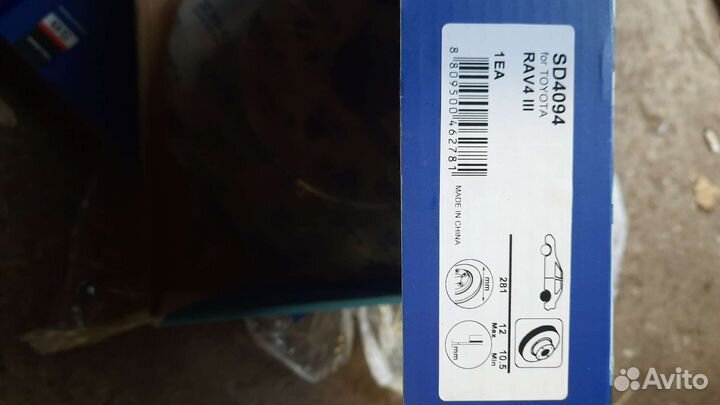 SD4094
for TOYOTA
RAV4 III
1EA
8 809500 462781
MADE IN CHINA
mm
281
mm
12 10,5
Max Min
Avito